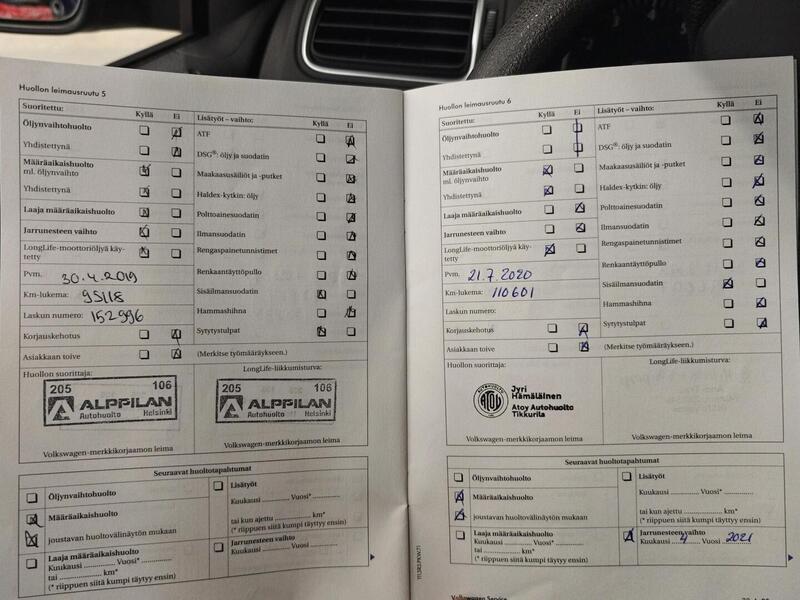 Huollon leimausruutu 5
Suoritettu: Kyllä Ei
Öljynvaihtohuolto
Yhdistettynä
Määräaikaishuolto
ml. öljynvaihto
Yhdistettynä
Laaja määräaikaishuolto
Jarrunesteen vaihto
LongLife-moottoriöljyä käy-
tetty
Pvm. 30.4.2019
Km-lukema: 95118
Laskun numero: 152996
Korjauskehotus
Asiakkaan toive
Huollon suorittaja:
205 106
ALPPILAN
Autohuolto Helsinki
Volkswagen-merkkikorjaamon leima
Lisätyöt – vaihto: Kyllä Ei
ATF
DSG®: öljy ja suodatin
Maakaasusäiliöt ja -putket
Haldex-kytkin: öljy
Polttoainesuodatin
Ilmansuodatin
Rengaspainetunnistimet
Renkaantäyttöpullo
Sisäilmansuodatin
Hammashihna
Sytytystulpat
(Merkitse työmääräykseen.)
LongLife-liikkumisturva:
205 106
ALPPILAN
Autohuolto Helsinki
Volkswagen-merkkikorjaamon leima
Seuraavat huoltotapahtumat
Öljynvaihtohuolto
Määräaikaishuolto
joustavan huoltovälinäytön mukaan
Laaja määräaikaishuolto
Kuukausi .............. Vuosi* ..............
tai .................. km*
(* riippuen siitä kumpi täyttyy ensin)
Lisätyöt
Kuukausi .............. Vuosi* ..............
tai kun ajettu .................. km*
(* riippuen siitä kumpi täyttyy ensin)
Jarrunesteen vaihto
Kuukausi .............. Vuosi ..............
Huollon leimausruutu 6
Suoritettu: Kyllä Ei
Öljynvaihtohuolto
Yhdistettynä
Määräaikaishuolto
ml. öljynvaihto
Yhdistettynä
Laaja määräaikaishuolto
Jarrunesteen vaihto
LongLife-moottoriöljyä käy-
tetty
Pvm. 21.7.2020
Km-lukema: 110601
Laskun numero:
Korjauskehotus
Asiakkaan toive
Huollon suorittaja:
AUTOHUOLTO
ATOY
Jyri
Hämäläinen
Atoy Autohuolto
Tikkurila
Volkswagen-merkkikorjaamon leima
Lisätyöt – vaihto: Kyllä Ei
ATF
DSG®: öljy ja suodatin
Maakaasusäiliöt ja -putket
Haldex-kytkin: öljy
Polttoainesuodatin
Ilmansuodatin
Rengaspainetunnistimet
Renkaantäyttöpullo
Sisäilmansuodatin
Hammashihna
Sytytystulpat
(Merkitse työmääräykseen.)
LongLife-liikkumisturva:
Volkswagen-merkkikorjaamon leima
Seuraavat huoltotapahtumat
Öljynvaihtohuolto
Määräaikaishuolto
joustavan huoltovälinäytön mukaan
Laaja määräaikaishuolto
Kuukausi .............. Vuosi* ..............
tai .................. km*
(* riippuen siitä kumpi täyttyy ensin)
Lisätyöt
Kuukausi .............. Vuosi* ..............
tai kun ajettu .................. km*
(* riippuen siitä kumpi täyttyy ensin)
Jarrunesteen vaihto
Kuukausi 4 Vuosi 2021
Volkswagen Service